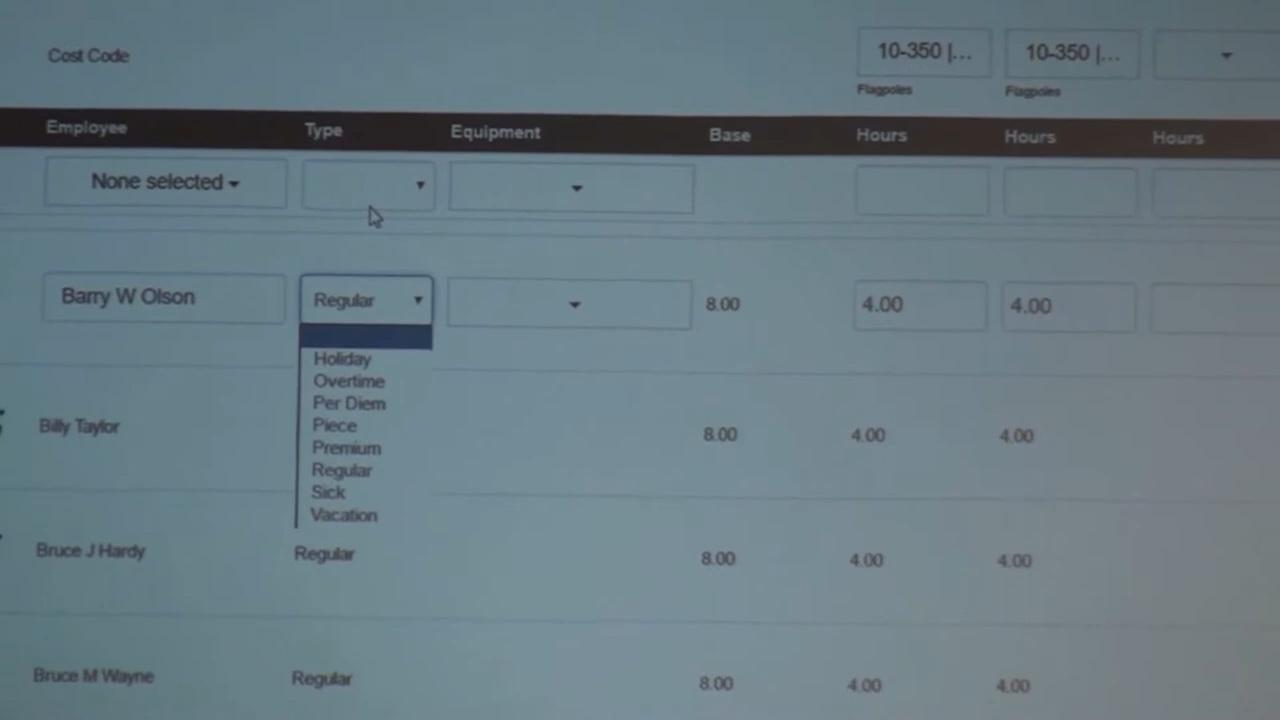 Cost Code 10-350 |... 10-350 |...
Flagpoles Flagpoles
Employee Type Equipment Base Hours Hours Hours
None selected
Barry W Olson Regular 8.00 4.00 4.00
Holiday
Overtime
Per Diem
Piece
Premium
Regular
Sick
Vacation
Billy Taylor 8.00 4.00 4.00
Bruce J Hardy Regular 8.00 4.00 4.00
Bruce M Wayne Regular 8.00 4.00 4.00